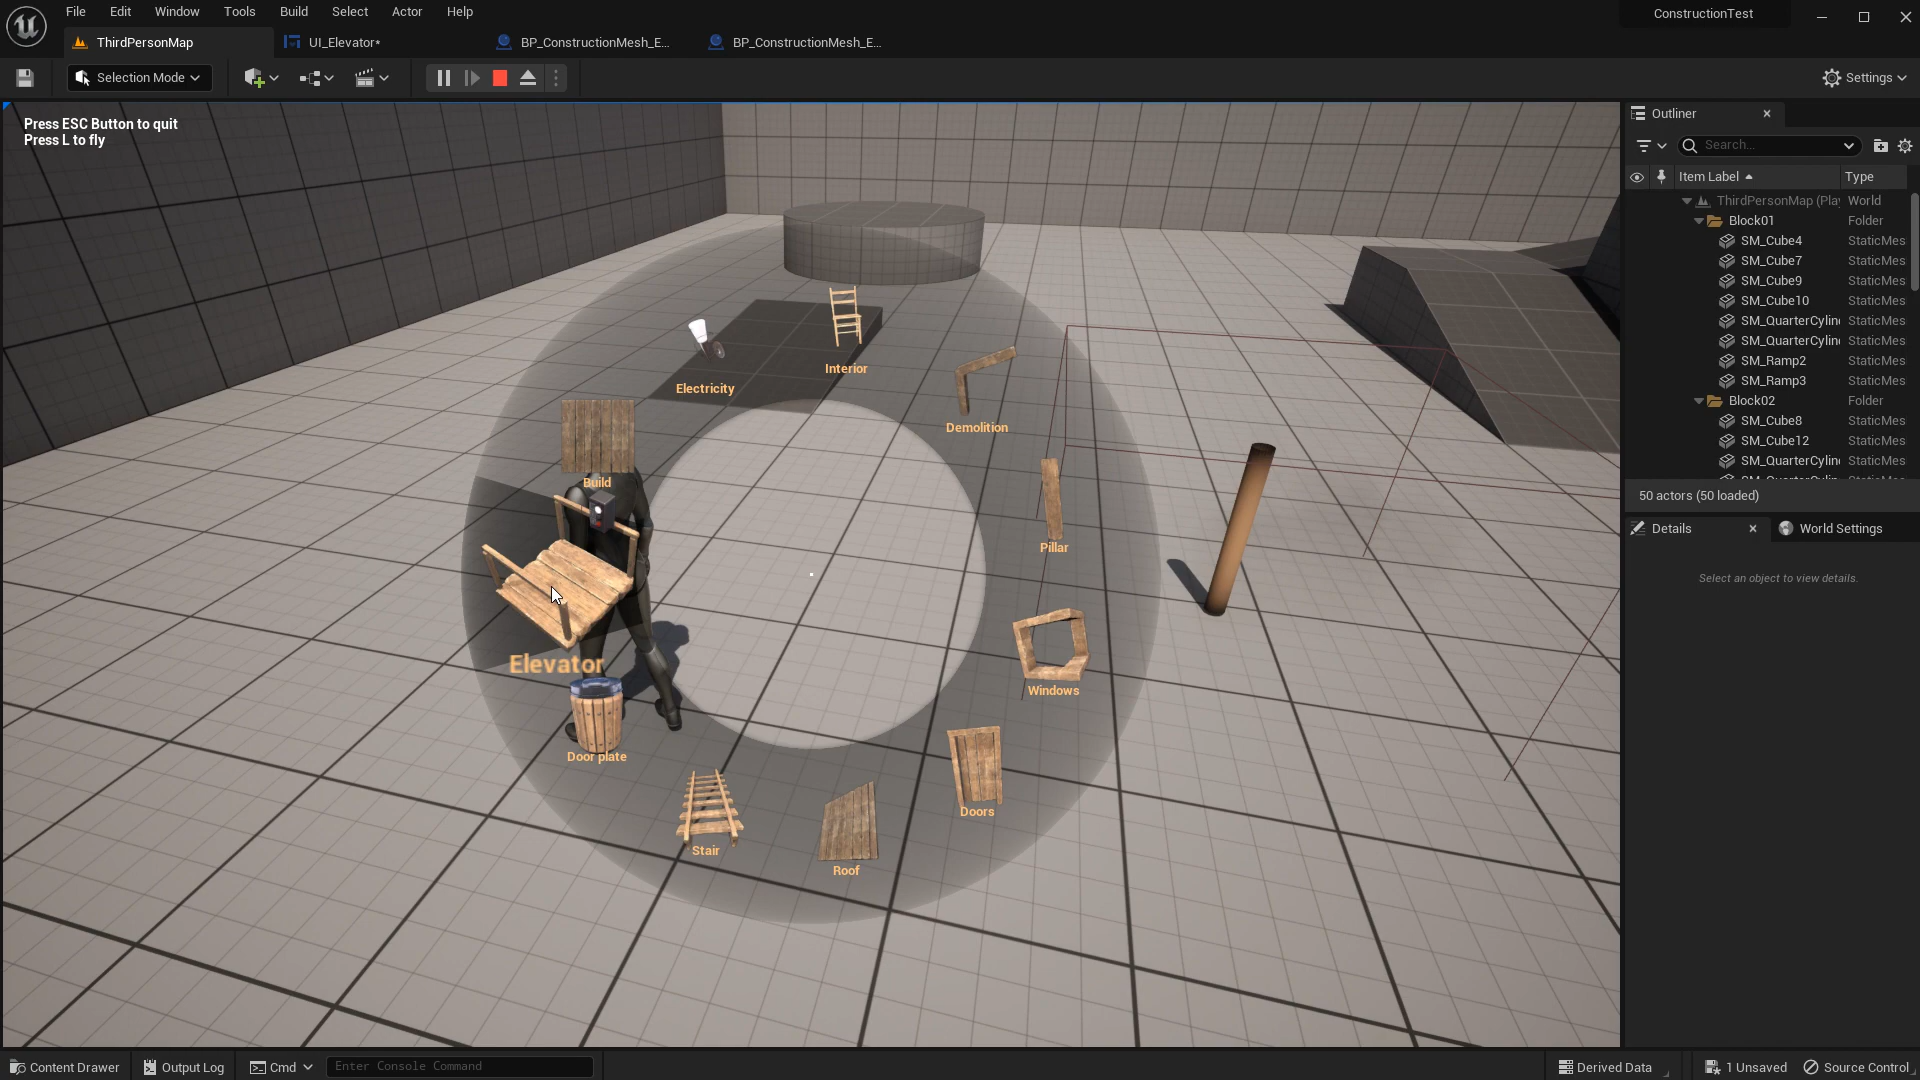 File Edit Window Tools Build Select Actor Help
ConstructionTest
ThirdPersonMap
UI_Elevator*
BP_ConstructionMesh_E...
BP_ConstructionMesh_E...
Selection Mode
Settings
Press ESC Button to quit
Press L to fly
Electricity
Interior
Demolition
Build
Pillar
Elevator
Windows
Door plate
Doors
Stair
Roof
Outliner
Search...
Item Label Type
ThirdPersonMap (Play World
Block01 Folder
SM_Cube4 StaticMes
SM_Cube7 StaticMes
SM_Cube9 StaticMes
SM_Cube10 StaticMes
SM_QuarterCylin StaticMes
SM_QuarterCylin StaticMes
SM_Ramp2 StaticMes
SM_Ramp3 StaticMes
Block02 Folder
SM_Cube8 StaticMes
SM_Cube12 StaticMes
SM_QuarterCylin StaticMes
50 actors (50 loaded)
Details
World Settings
Select an object to view details.
Content Drawer
Output Log
Cmd
Enter Console Command
Derived Data
1 Unsaved
Source Control